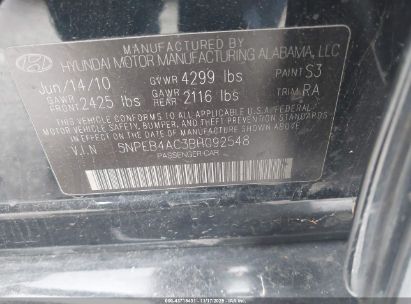 MANUFACTURED BY
HYUNDAI MOTOR MANUFACTURING ALABAMA, LLC
Jun/14/10 GVWR 4299 lbs PAINT S3
GAWR FRONT 2425 lbs GAWR REAR 2116 lbs TRIM RA
THIS VEHICLE CONFORMS TO ALL APPLICABLE U.S.A. FEDERAL
MOTOR VEHICLE SAFETY, BUMPER, AND THEFT PREVENTION
STANDARDS IN EFFECT ON THE DATE OF MANUFACTURE SHOWN ABOVE.
V.I.N 5NPEB4AC3BH092548
PASSENGER-CAR